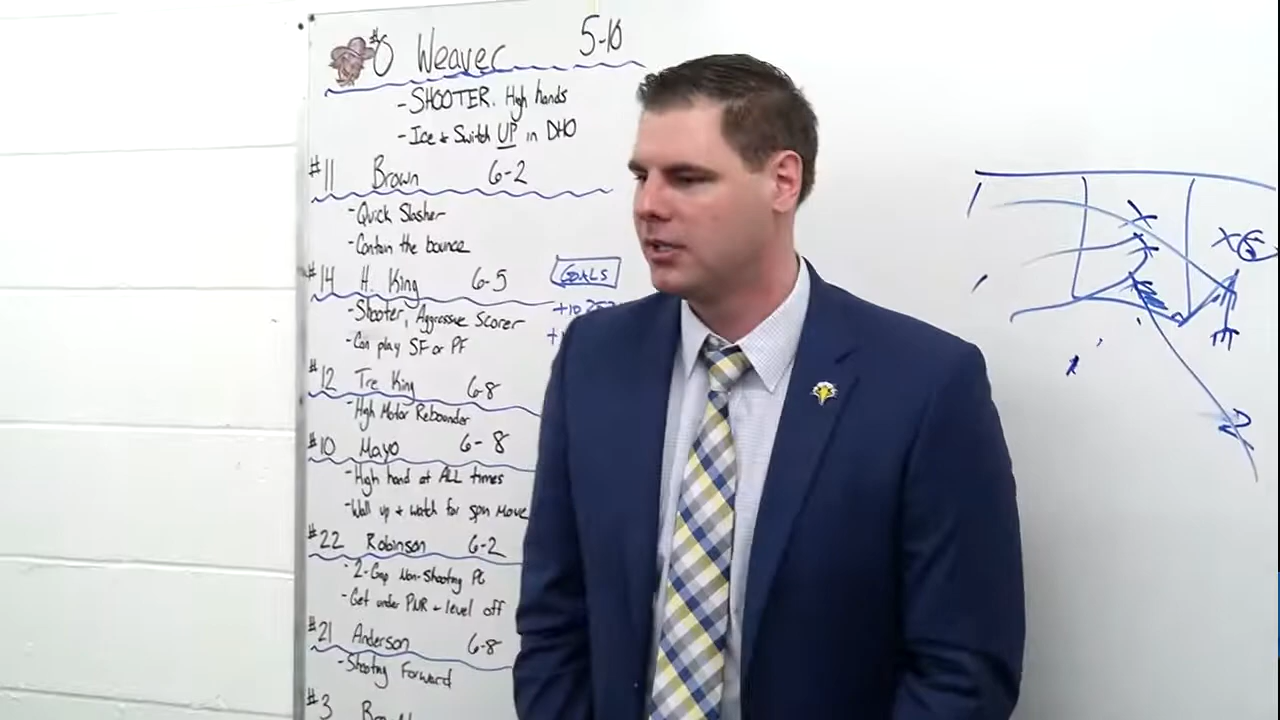 #0 Weaver 5-10
- SHOOTER. High hands
- Ice + Switch UP in DHO
#11 Brown 6-2
- Quick Slasher
- Contain the bounce
#14 H. King 6-5
- Shooter, Aggressive Scorer
- Can play SF or PF
GOALS
#12 Tre King 6-8
- High Motor Rebounder
#10 Mayo 6-8
- High hand at ALL times
- Wall up + watch for spin move
#22 Robinson 6-2
- 2-Gap Non-Shooting PG
- Get under PNR + level off
#21 Anderson 6-8
- Shooting Forward
#3